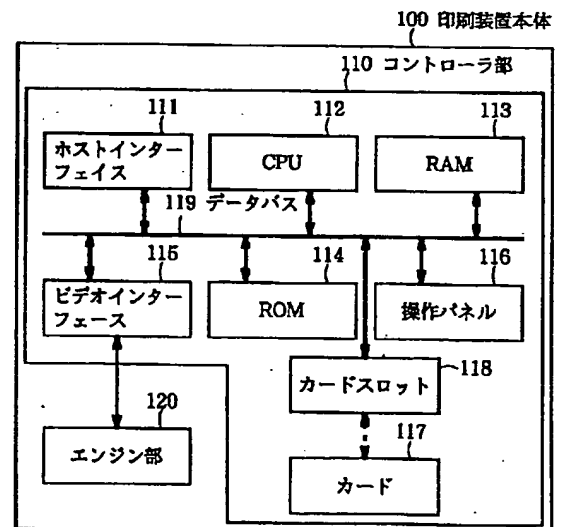 100 印刷装置本体
110 コントローラ部
111
112
113
ホストインター
フェイス
CPU
RAM
119 データバス
115
114
116
ビデオインター
フェース
ROM
操作パネル
カードスロット
118
120
117
エンジン部
カード